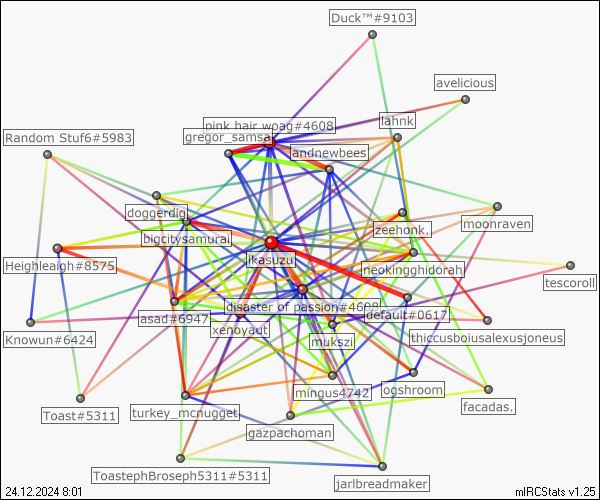 Duck™#9103
avelicious
pink hair woag#4608
lahnk
gregor_samsa
Random Stuf6#5983
andnewbees
doggerdig
moonraven
zeehonk.
bigcitysamurai
ikasuzu
Heighleaigh#8575
neokingghidorah
tescoroll
disaster of passion#4608
default#0617
asad#6947
xenoyaut
Knowun#6424
mukszi
thiccusboiusalexusjoneus
mingus4742
ogshroom
Toast#5311
turkey_mcnugget
facadas.
gazpachoman
ToastephBroseph5311#5311
jarlbreadmaker
24.12.2024 8:01
mIRCStats v1.25